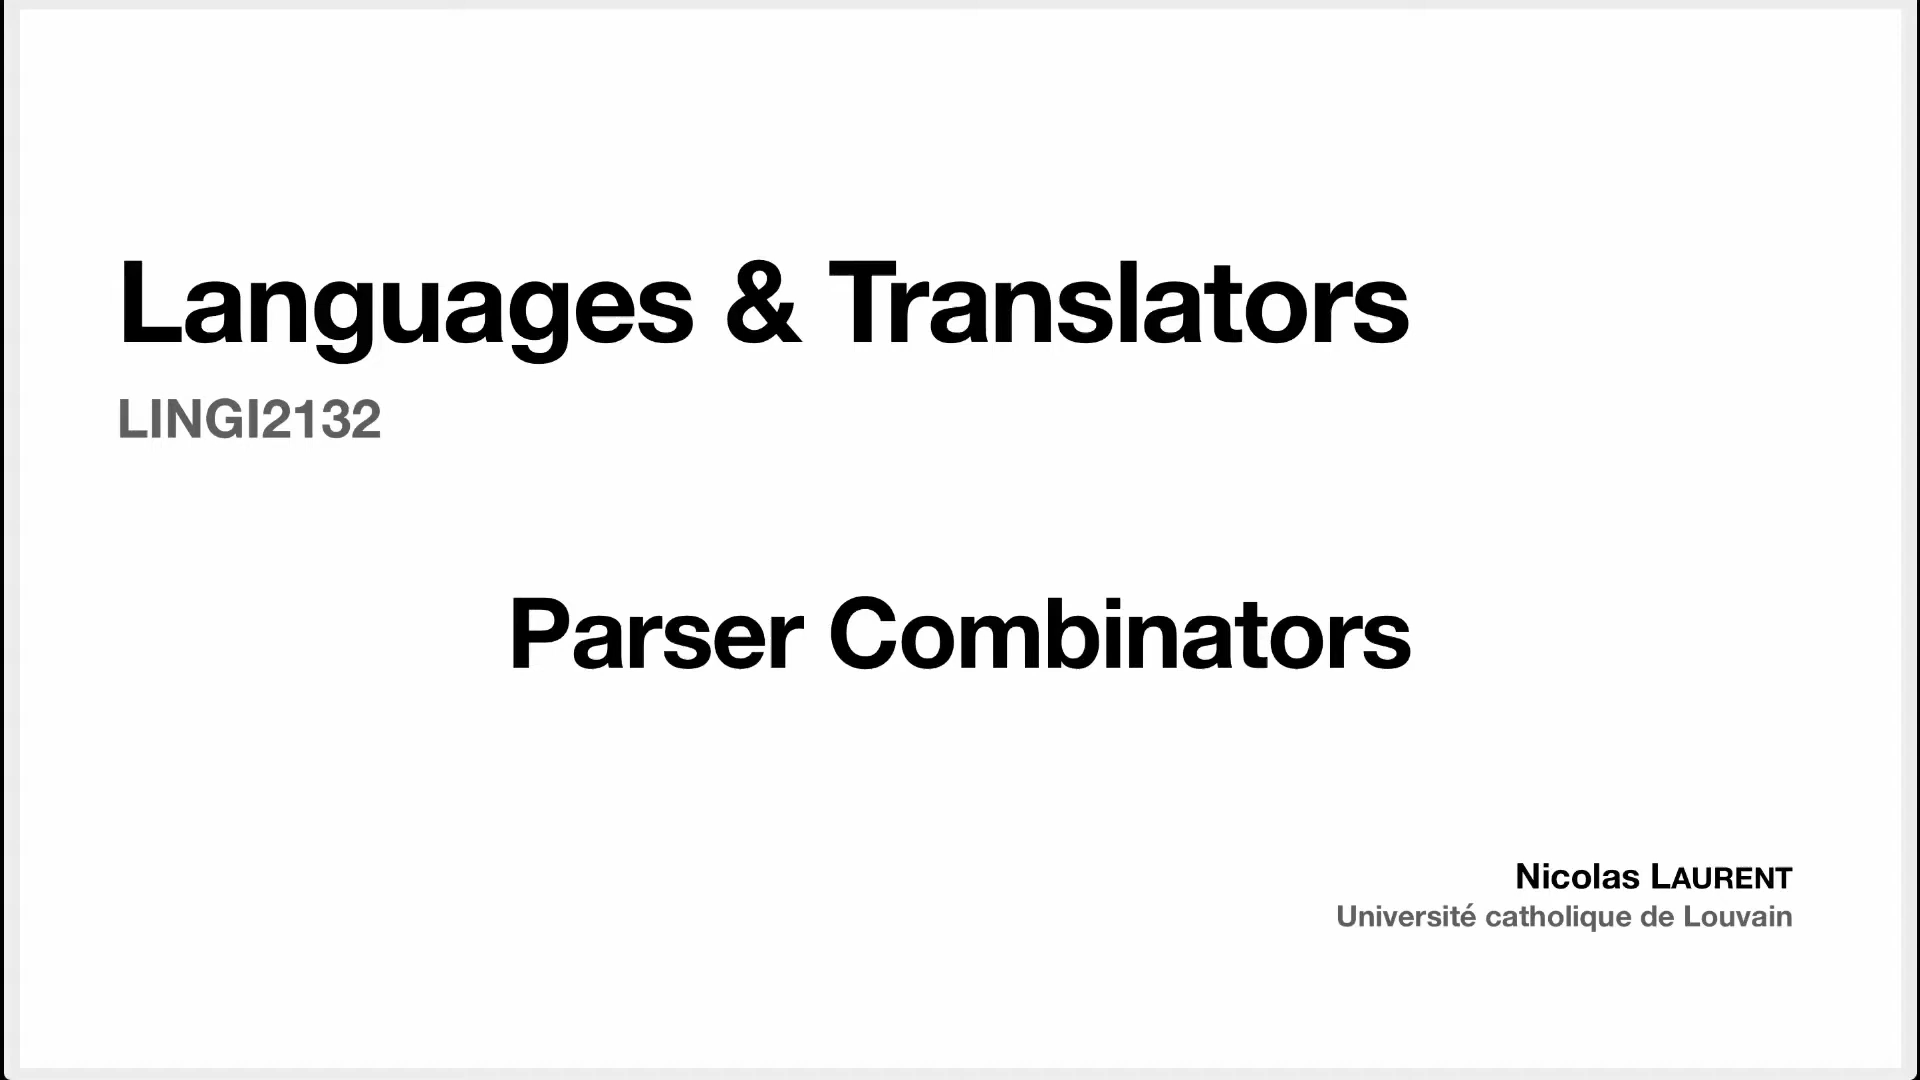 Languages & Translators
LINGI2132
Parser Combinators
Nicolas LAURENT
Université catholique de Louvain